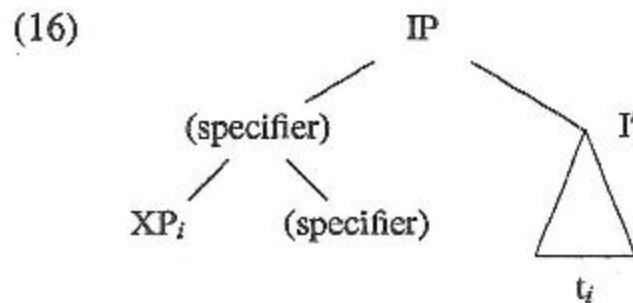 (16) IP
(specifier) I'
XPi (specifier)
ti